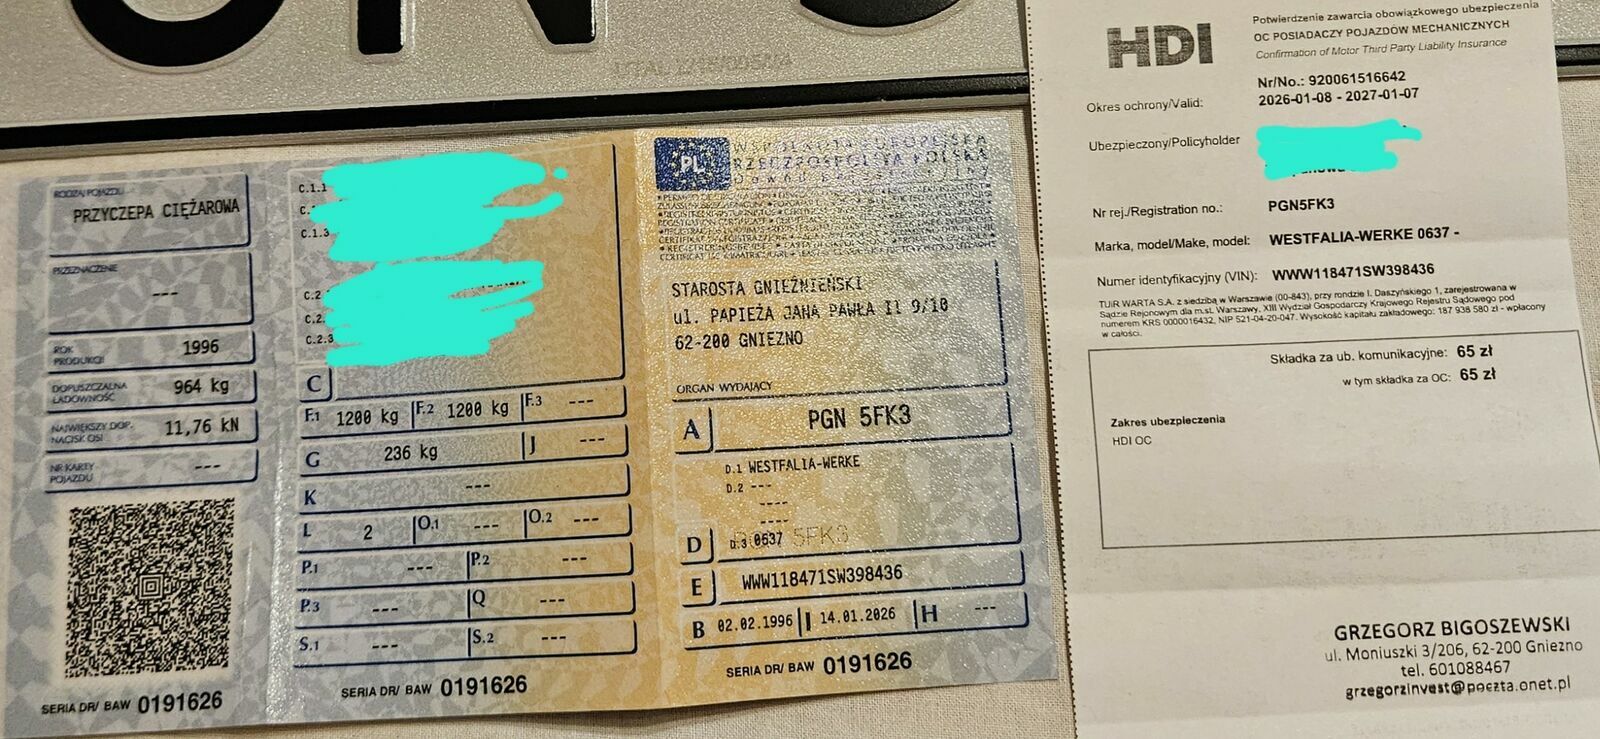 RODZAJ POJAZDU
PRZYCZEPA CIĘŻAROWA
PRZEZNACZENIE
---
ROK PRODUKCJI
1996
DOPUSZCZALNA ŁADOWNOŚĆ
964 kg
NAJWIĘKSZY DOP. NACISK OSI
11,76 kN
NR KARTY POJAZDU
---
SERIA DR/ BAW 0191626
C.1.1
C.1.3
C.2
C.2.
C.2.3
C
F.1 1200 kg F.2 1200 kg F.3 ---
G 236 kg J ---
K ---
L 2 O.1 --- O.2 ---
P.1 --- P.2 ---
P.3 --- Q ---
S.1 --- S.2 ---
SERIA DR/ BAW 0191626
PL
RZECZPOSPOLITA POLSKA
STAROSTA GNIEŹNIEŃSKI
ul. PAPIEŻA JANA PAWŁA II 9/10
62-200 GNIEZNO
ORGAN WYDAJĄCY
A PGN 5FK3
D.1 WESTFALIA-WERKE
D.2 ---
----
----
D D.3 0637
E WWW118471SW398436
B 02.02.1996 I 14.01.2026 H ---
SERIA DR/ BAW 0191626
HDI
Potwierdzenie zawarcia obowiązkowego ubezpieczenia
OC POSIADACZY POJAZDÓW MECHANICZNYCH
Confirmation of Motor Third Party Liability Insurance
Nr/No.: 920061516642
Okres ochrony/Valid: 2026-01-08 - 2027-01-07
Ubezpieczony/Policyholder
Nr rej./Registration no.: PGN5FK3
Marka, model/Make, model: WESTFALIA-WERKE 0637 -
Numer identyfikacyjny (VIN): WWW118471SW398436
TUiR WARTA S.A. z siedzibą w Warszawie (00-843), przy rondzie I. Daszyńskiego 1, zarejestrowana w
Sądzie Rejonowym dla m.st. Warszawy, XIII Wydział Gospodarczy Krajowego Rejestru Sądowego pod
numerem KRS 0000016432, NIP 521-04-20-047. Wysokość kapitału zakładowego: 187 938 580 zł - wpłacony
w całości.
Składka za ub. komunikacyjne: 65 zł
w tym składka za OC: 65 zł
Zakres ubezpieczenia
HDI OC
GRZEGORZ BIGOSZEWSKI
ul. Moniuszki 3/206, 62-200 Gniezno
tel. 601088467
grzegorzinvest@poczta.onet.pl